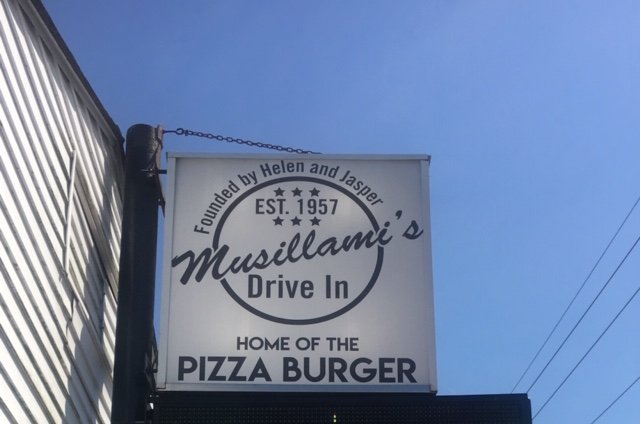 Founded by Helen and Jasper
EST. 1957
Musillami's
Drive In
HOME OF THE
PIZZA BURGER